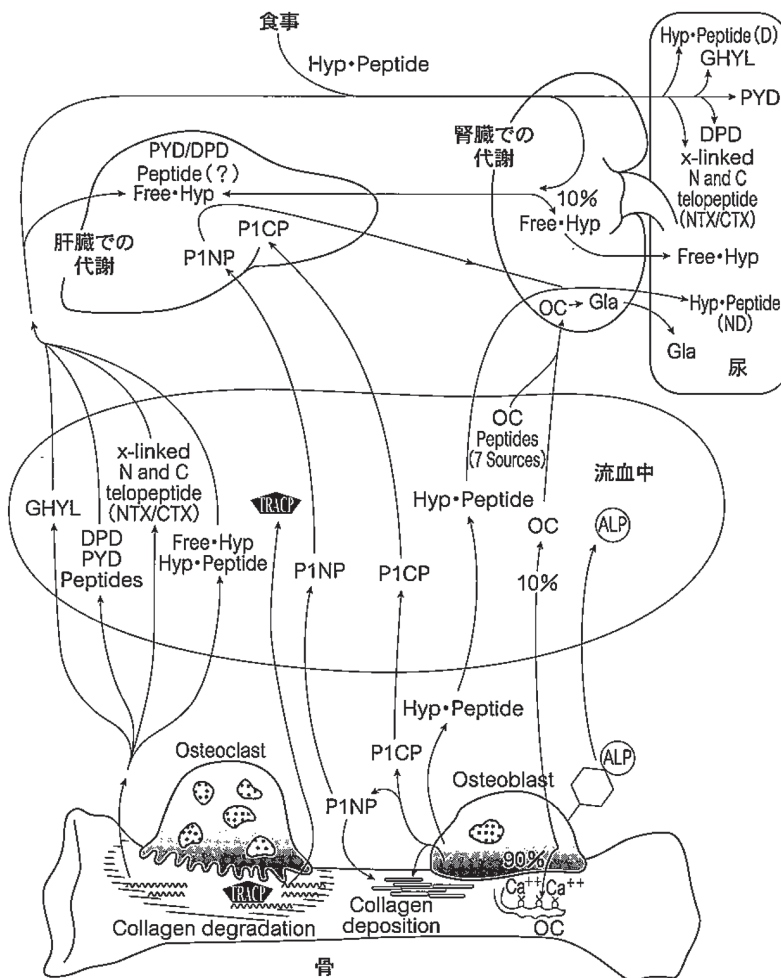 食事
Hyp・Peptide
Hyp・Peptide(D)
GHYL
PYD
DPD
x-linked
N and C
telopeptide
(NTX/CTX)
Free・Hyp
Hyp・Peptide
(ND)
Gla
尿
腎臓での
代謝
10%
Free・Hyp
OC
Gla
PYD/DPD
Peptide(?)
Free・Hyp
P1CP
P1NP
肝臓での
代謝
OC
Peptides
(7 Sources)
流血中
x-linked
N and C
telopeptide
(NTX/CTX)
GHYL
DPD
PYD
Peptides
Free・Hyp
Hyp・Peptide
TRACP
P1NP
P1CP
Hyp・Peptide
OC
10%
ALP
Hyp・Peptide
P1CP
P1NP
Osteoclast
Osteoblast
ALP
90%
TRACP
Ca++
Ca++
OC
Collagen degradation
Collagen
deposition
骨